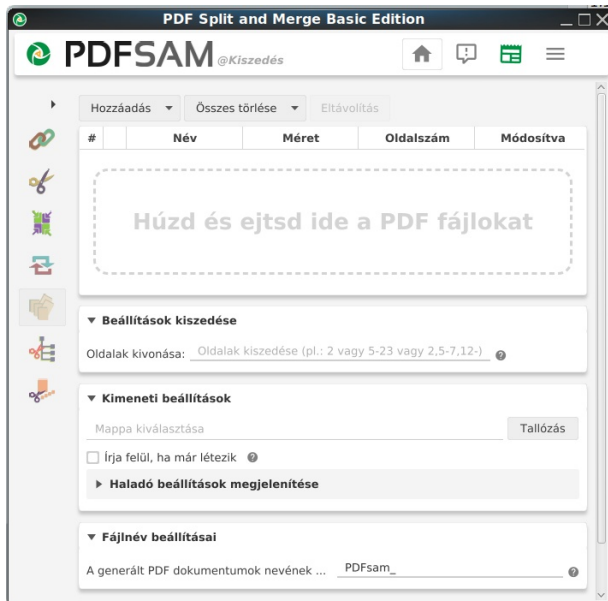 PDF Split and Merge Basic Edition
PDFSAM @Kiszedés
Hozzáadás Összes törlése Eltávolítás
# Név Méret Oldalszám Módosítva
Húzd és ejtsd ide a PDF fájlokat
Beállítások kiszedése
Oldalak kivonása: Oldalak kiszedése (pl.: 2 vagy 5-23 vagy 2,5-7,12-)
Kimeneti beállítások
Mappa kiválasztása Tallózás
Írja felül, ha már létezik
Haladó beállítások megjelenítése
Fájlnév beállításai
A generált PDF dokumentumok nevének ... PDFsam_